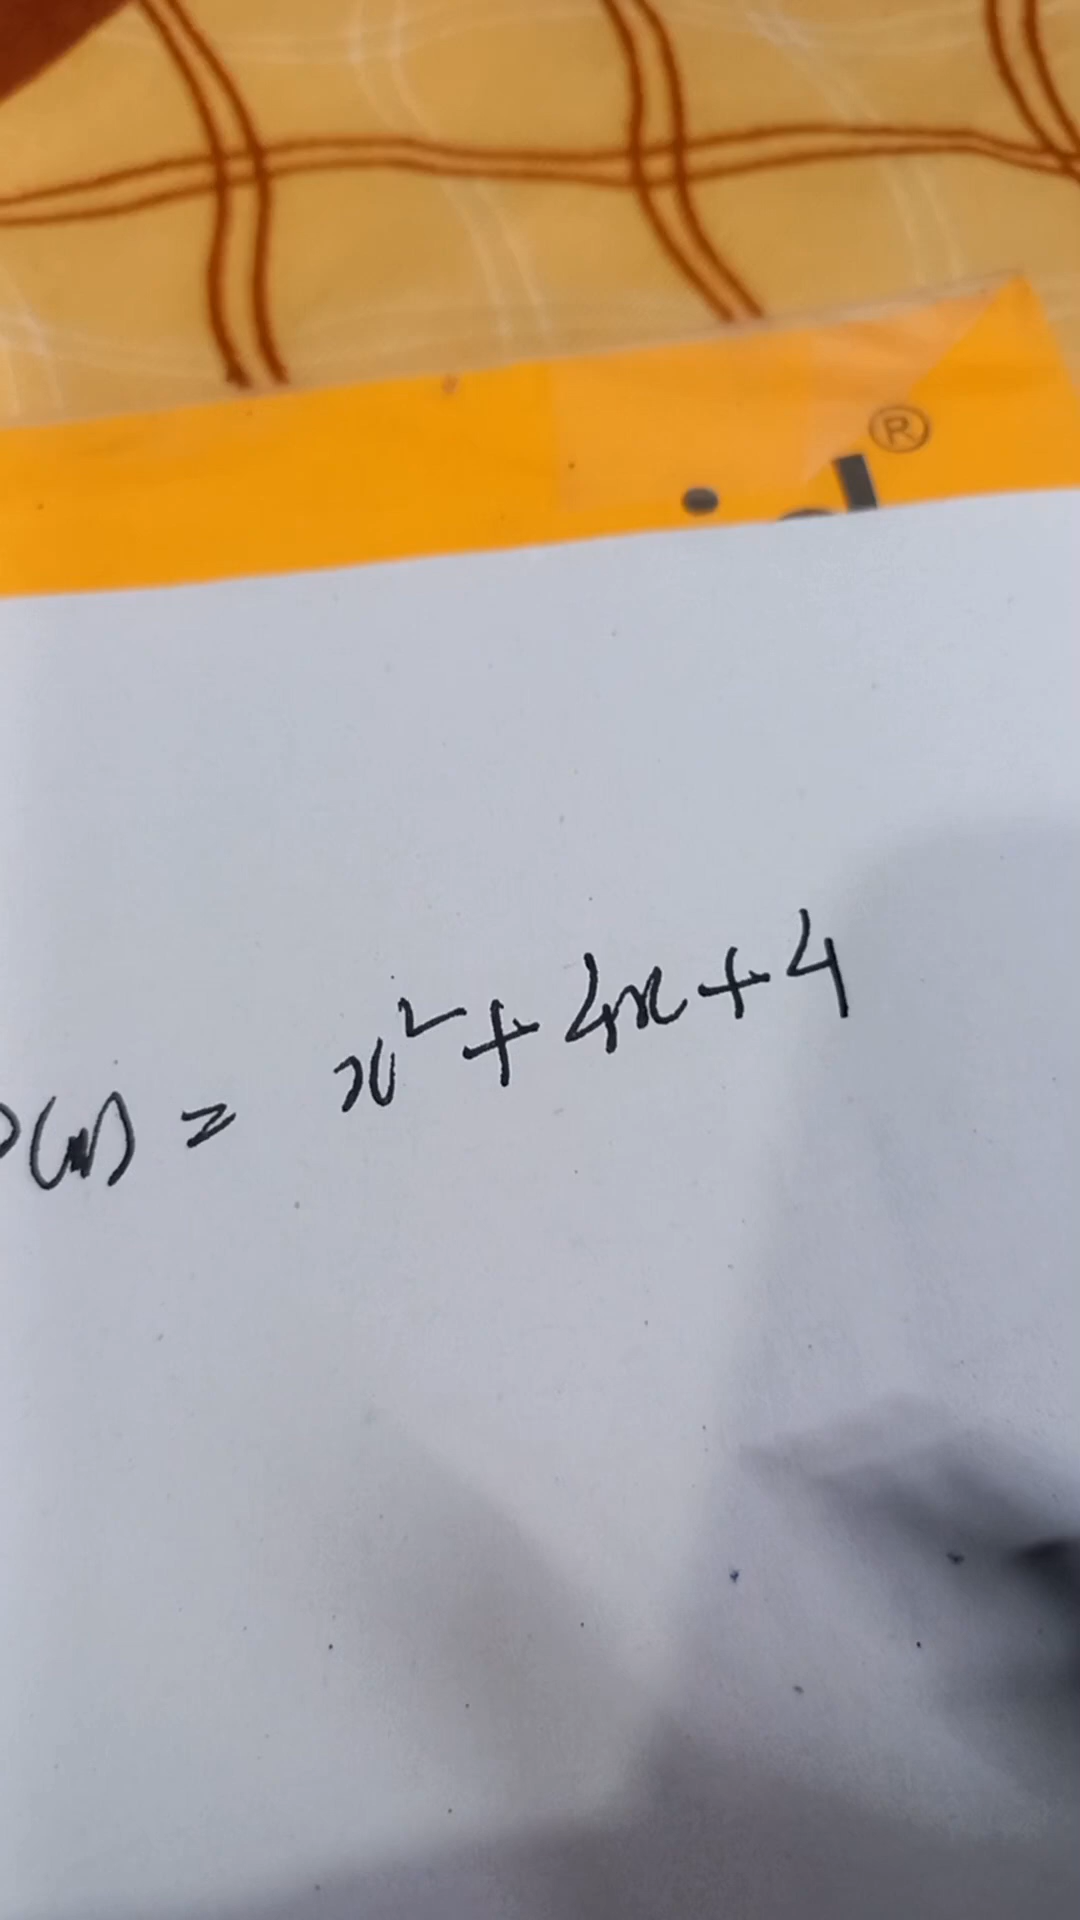 ®
P(x) = x² + 4x + 4